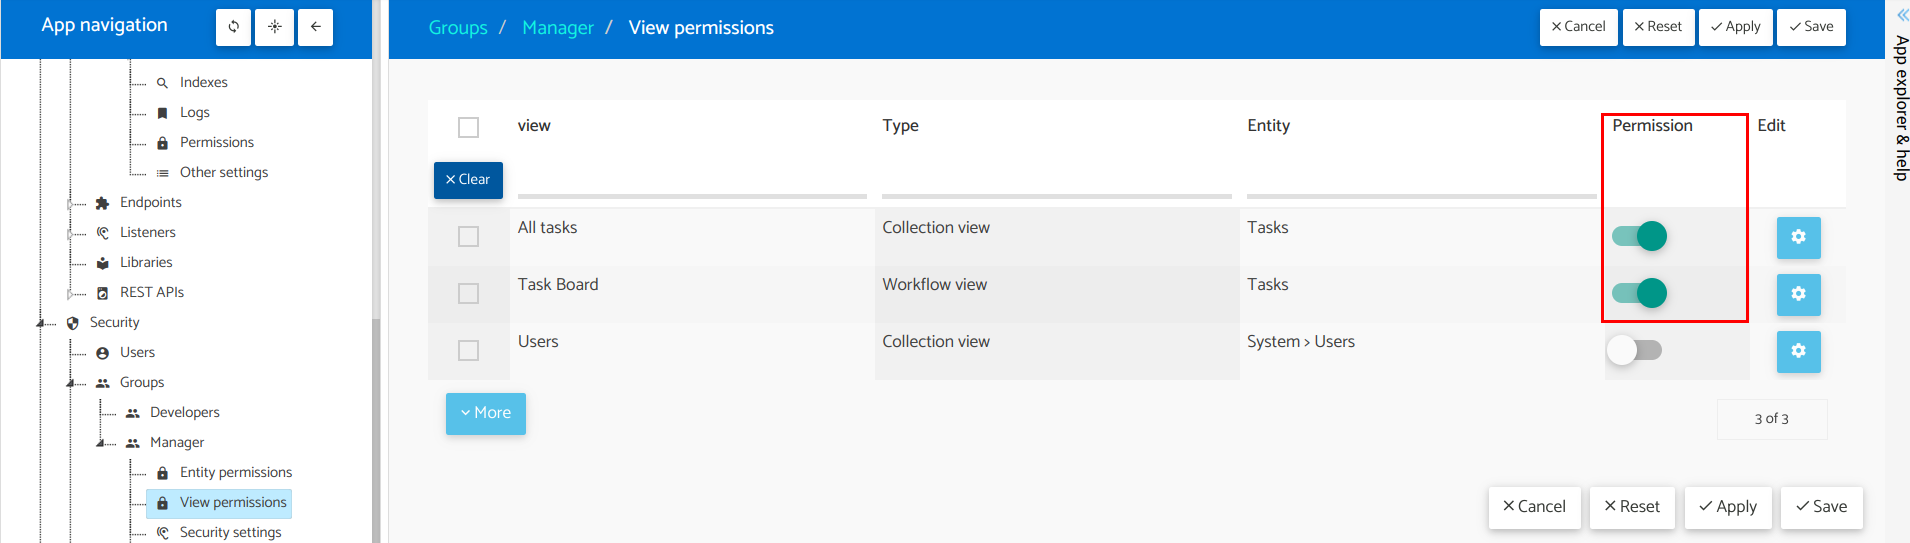 App navigation
Indexes
Logs
Permissions
Other settings
Endpoints
Listeners
Libraries
REST APIs
Security
Users
Groups
Developers
Manager
Entity permissions
View permissions
Security settings
Groups / Manager / View permissions
Cancel Reset Apply Save
view Type Entity Permission Edit
Clear
All tasks Collection view Tasks
Task Board Workflow view Tasks
Users Collection view System > Users
More
3 of 3
Cancel Reset Apply Save
App explorer & help